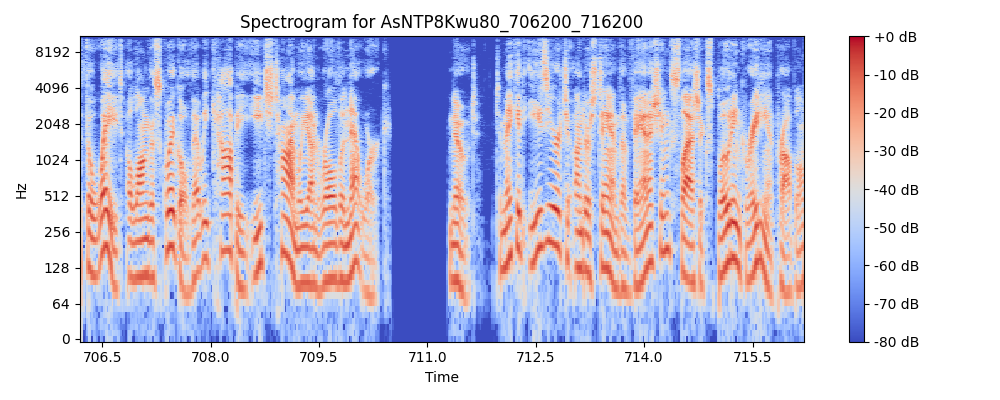 Spectrogram for AsNTP8Kwu80_706200_716200
8192
4096
2048
1024
512
256
128
64
0
Hz
706.5 708.0 709.5 711.0 712.5 714.0 715.5
Time
+0 dB
-10 dB
-20 dB
-30 dB
-40 dB
-50 dB
-60 dB
-70 dB
-80 dB